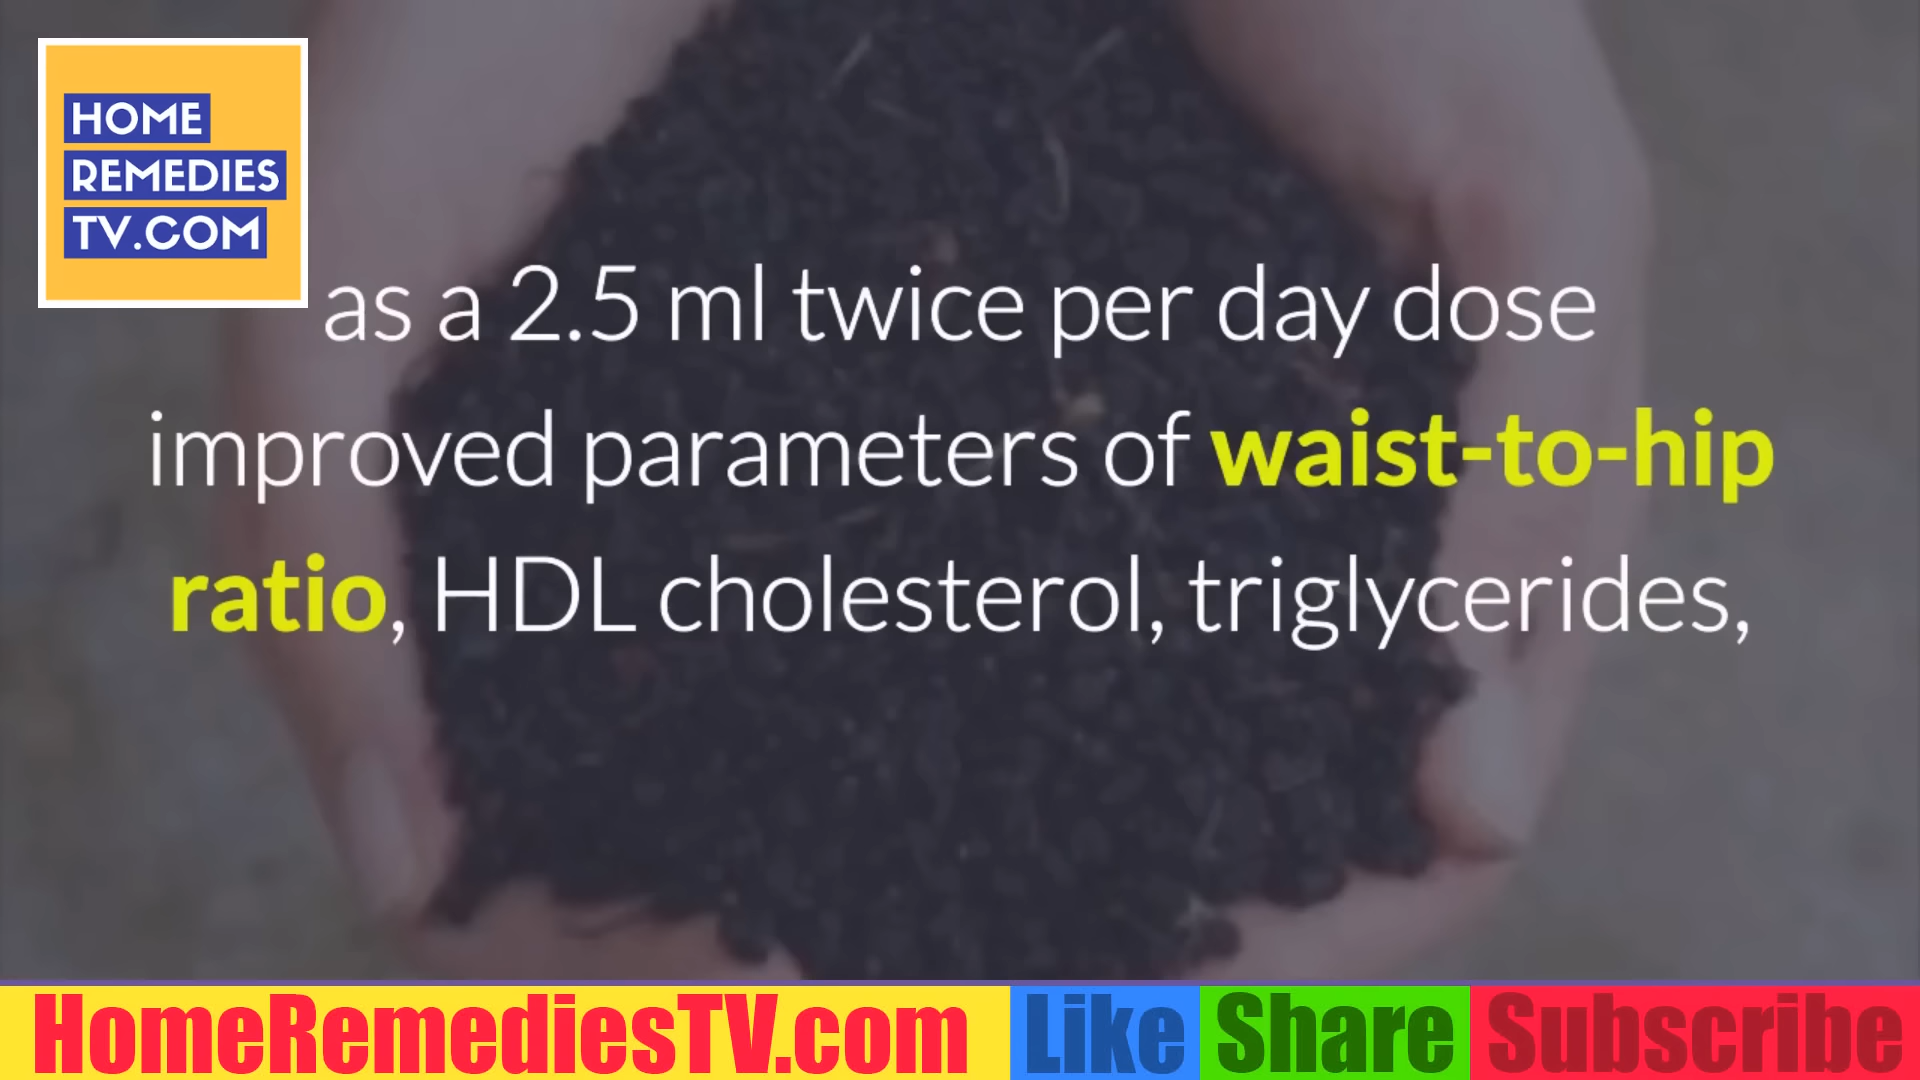 HOME
REMEDIES
TV.COM
as a 2.5 ml twice per day dose
improved parameters of waist-to-hip
ratio, HDL cholesterol, triglycerides,
HomeRemediesTV.com Like Share Subscribe